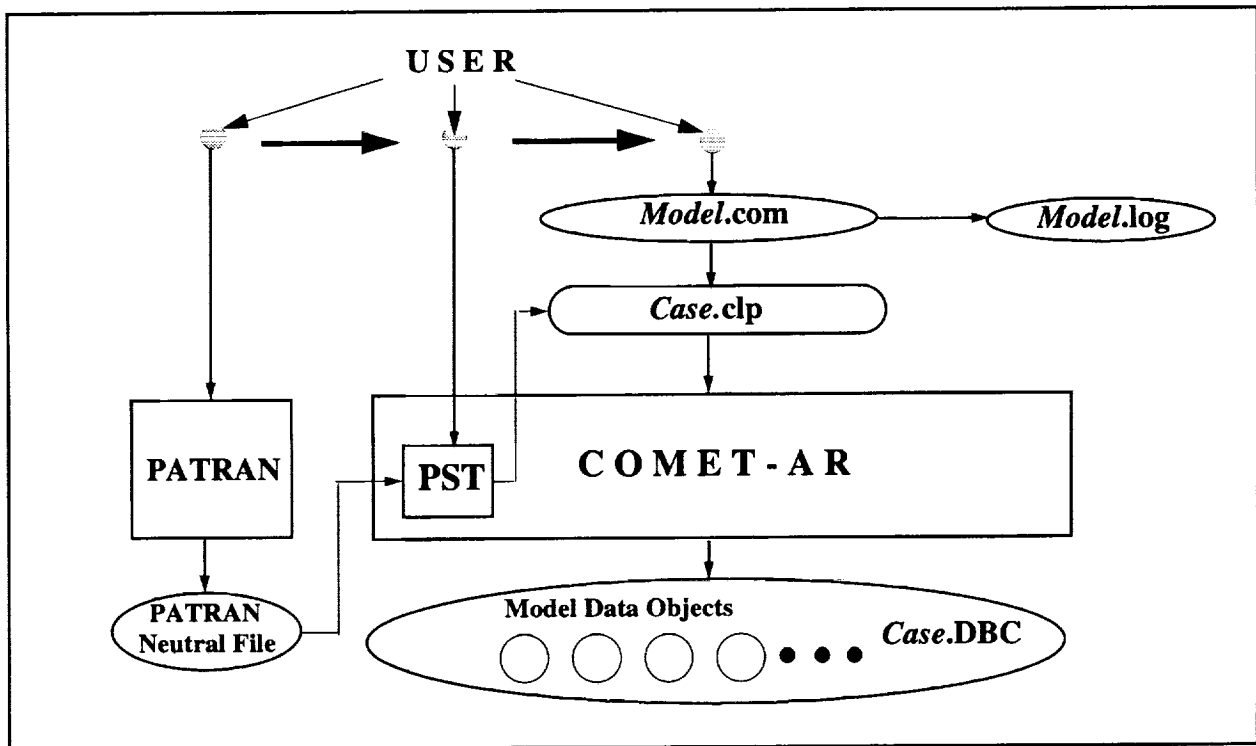 USER
Model.com
Model.log
Case.clp
PATRAN
PST
COMET-AR
PATRAN
Neutral File
Model Data Objects
Case.DBC